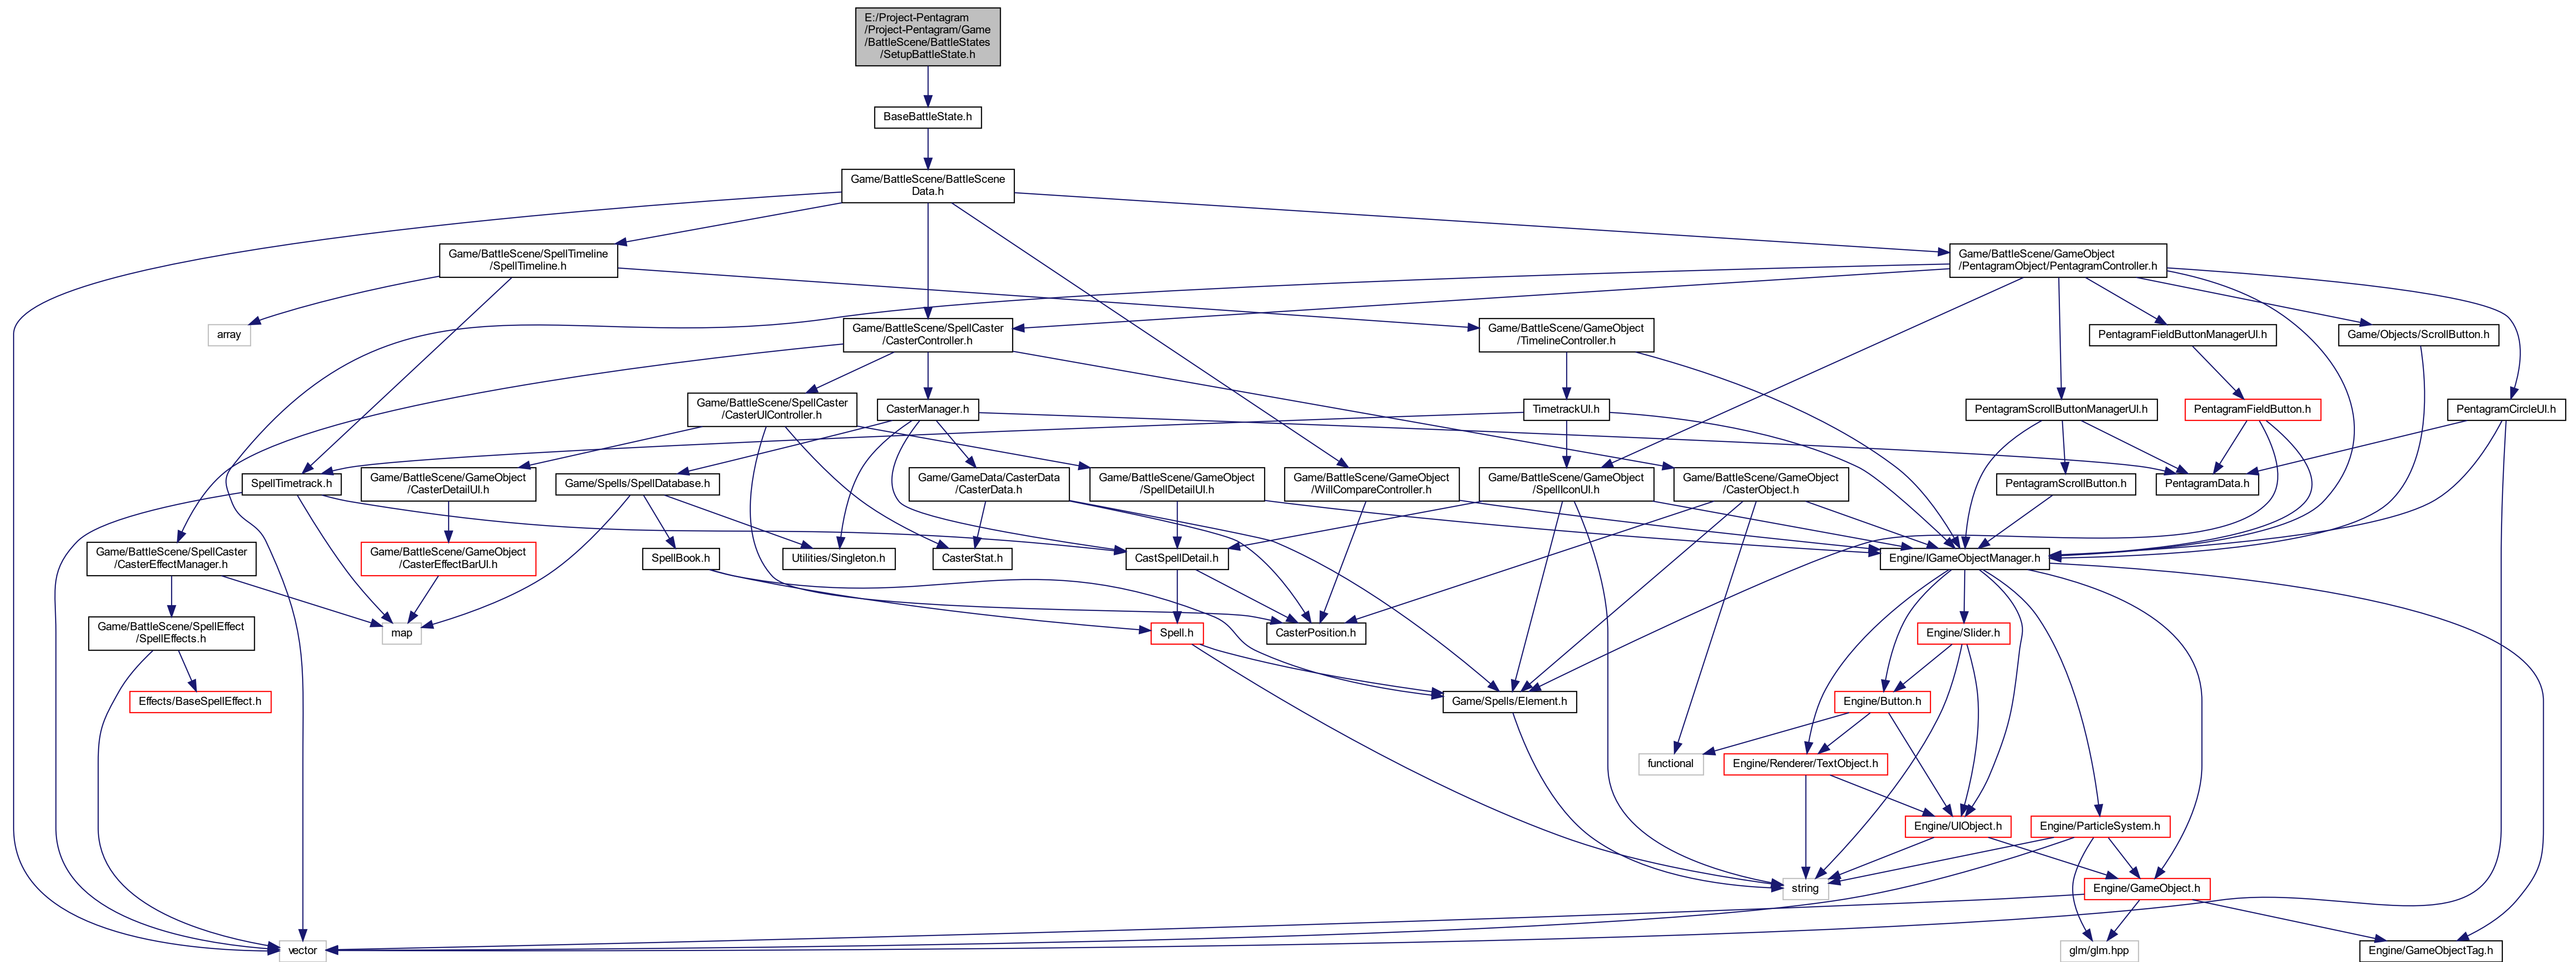 E:/Project-Pentagram
/Project-Pentagram/Game
/BattleScene/BattleStates
/SetupBattleState.h
BaseBattleState.h
Game/BattleScene/BattleScene
Data.h
Game/BattleScene/SpellTimeline
/SpellTimeline.h
Game/BattleScene/GameObject
/PentagramObject/PentagramController.h
array
Game/BattleScene/SpellCaster
/CasterController.h
Game/BattleScene/GameObject
/TimelineController.h
PentagramFieldButtonManagerUI.h
Game/Objects/ScrollButton.h
Game/BattleScene/SpellCaster
/CasterUIController.h
CasterManager.h
TimetrackUI.h
PentagramScrollButtonManagerUI.h
PentagramFieldButton.h
PentagramCircleUI.h
SpellTimetrack.h
Game/BattleScene/GameObject
/CasterDetailUI.h
Game/Spells/SpellDatabase.h
Game/GameData/CasterData
/CasterData.h
Game/BattleScene/GameObject
/SpellDetailUI.h
Game/BattleScene/GameObject
/WillCompareController.h
Game/BattleScene/GameObject
/SpellIconUI.h
Game/BattleScene/GameObject
/CasterObject.h
PentagramScrollButton.h
PentagramData.h
Game/BattleScene/SpellCaster
/CasterEffectManager.h
Game/BattleScene/GameObject
/CasterEffectBarUI.h
SpellBook.h
Utilities/Singleton.h
CasterStat.h
CastSpellDetail.h
Engine/IGameObjectManager.h
Game/BattleScene/SpellEffect
/SpellEffects.h
map
Spell.h
CasterPosition.h
Engine/Slider.h
Effects/BaseSpellEffect.h
Game/Spells/Element.h
Engine/Button.h
functional
Engine/Renderer/TextObject.h
Engine/UIObject.h
Engine/ParticleSystem.h
string
Engine/GameObject.h
vector
glm/glm.hpp
Engine/GameObjectTag.h